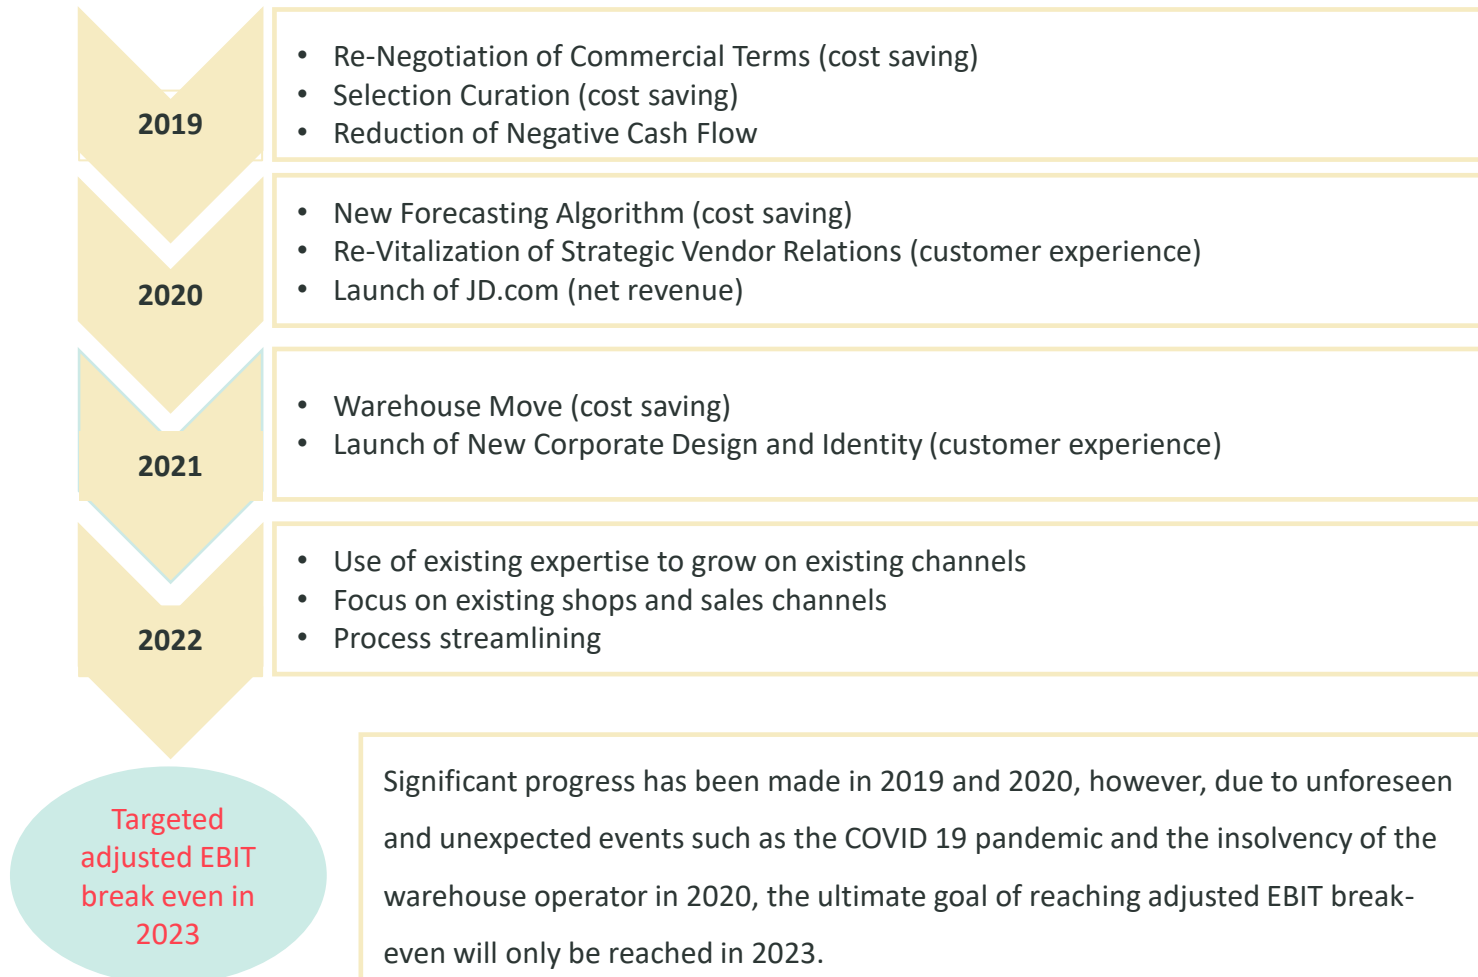 2019
• Re-Negotiation of Commercial Terms (cost saving)
• Selection Curation (cost saving)
• Reduction of Negative Cash Flow
2020
• New Forecasting Algorithm (cost saving)
• Re-Vitalization of Strategic Vendor Relations (customer experience)
• Launch of JD.com (net revenue)
2021
• Warehouse Move (cost saving)
• Launch of New Corporate Design and Identity (customer experience)
2022
• Use of existing expertise to grow on existing channels
• Focus on existing shops and sales channels
• Process streamlining
Targeted
adjusted EBIT
break even in
2023
Significant progress has been made in 2019 and 2020, however, due to unforeseen
and unexpected events such as the COVID 19 pandemic and the insolvency of the
warehouse operator in 2020, the ultimate goal of reaching adjusted EBIT break-
even will only be reached in 2023.